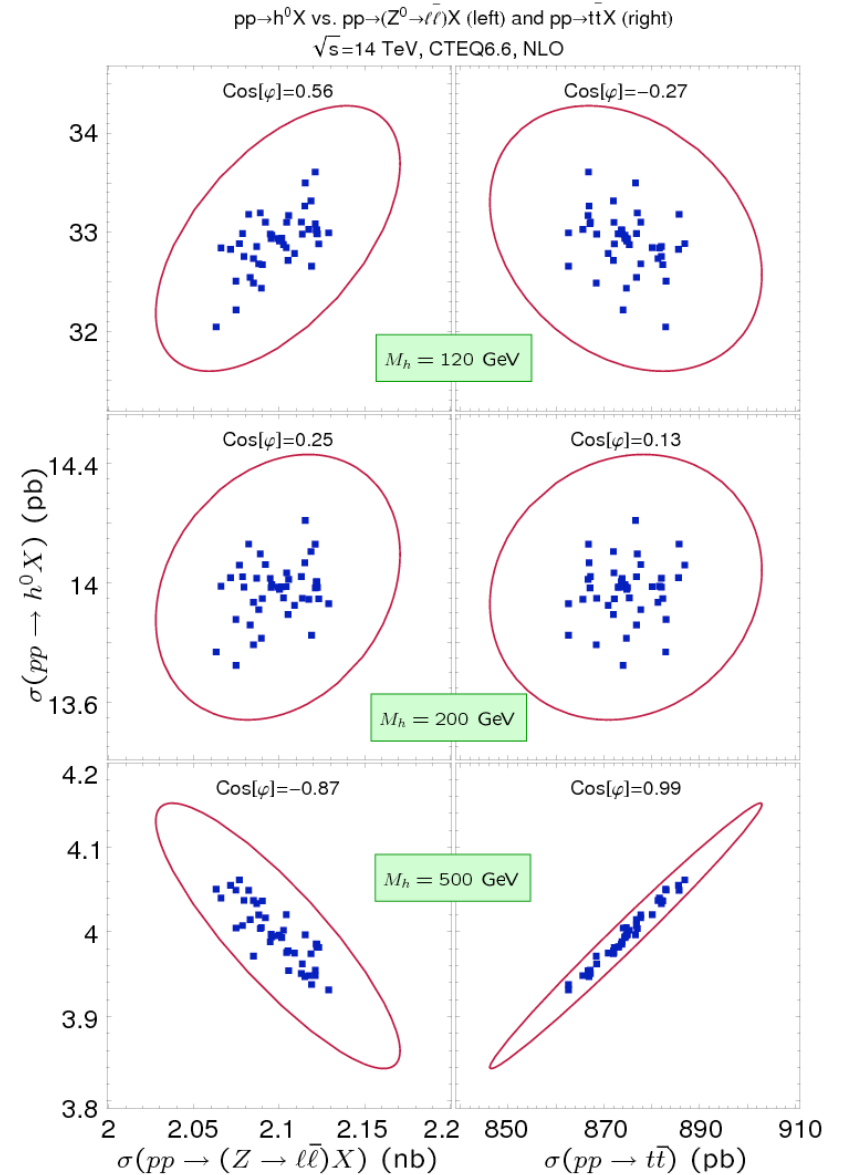 pp→h⁰X vs. pp→(Z⁰→ℓℓ̄)X (left) and pp→tt̄X (right)
√s=14 TeV, CTEQ6.6, NLO
Cos[φ]=0.56
Cos[φ]=−0.27
34
33
32
M_h = 120 GeV
Cos[φ]=0.25
Cos[φ]=0.13
14.4
14
13.6
M_h = 200 GeV
σ(pp → h⁰X) (pb)
Cos[φ]=−0.87
Cos[φ]=0.99
4.2
4.1
4
3.9
3.8
M_h = 500 GeV
2 2.05 2.1 2.15 2.2 850 870 890 910
σ(pp → (Z → ℓℓ̄)X) (nb)
σ(pp → tt̄) (pb)